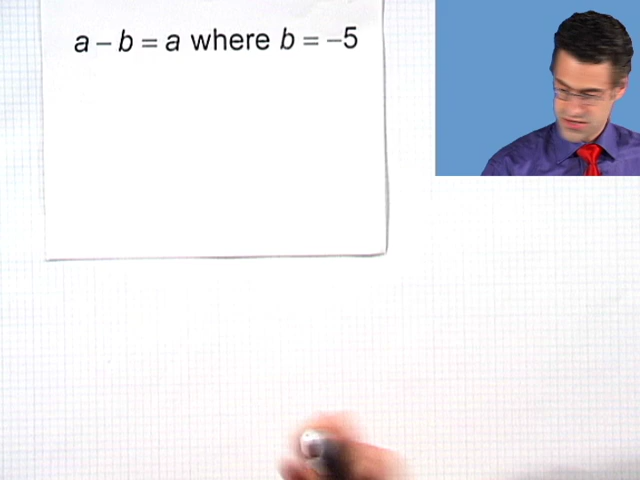 a – b = a where b = –5